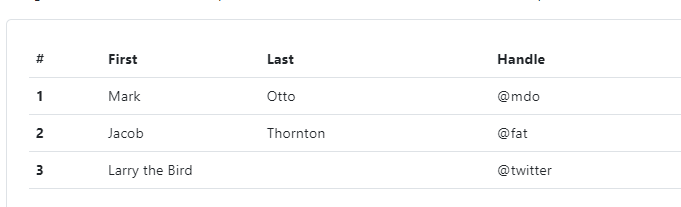 # First Last Handle
1 Mark Otto @mdo
2 Jacob Thornton @fat
3 Larry the Bird @twitter